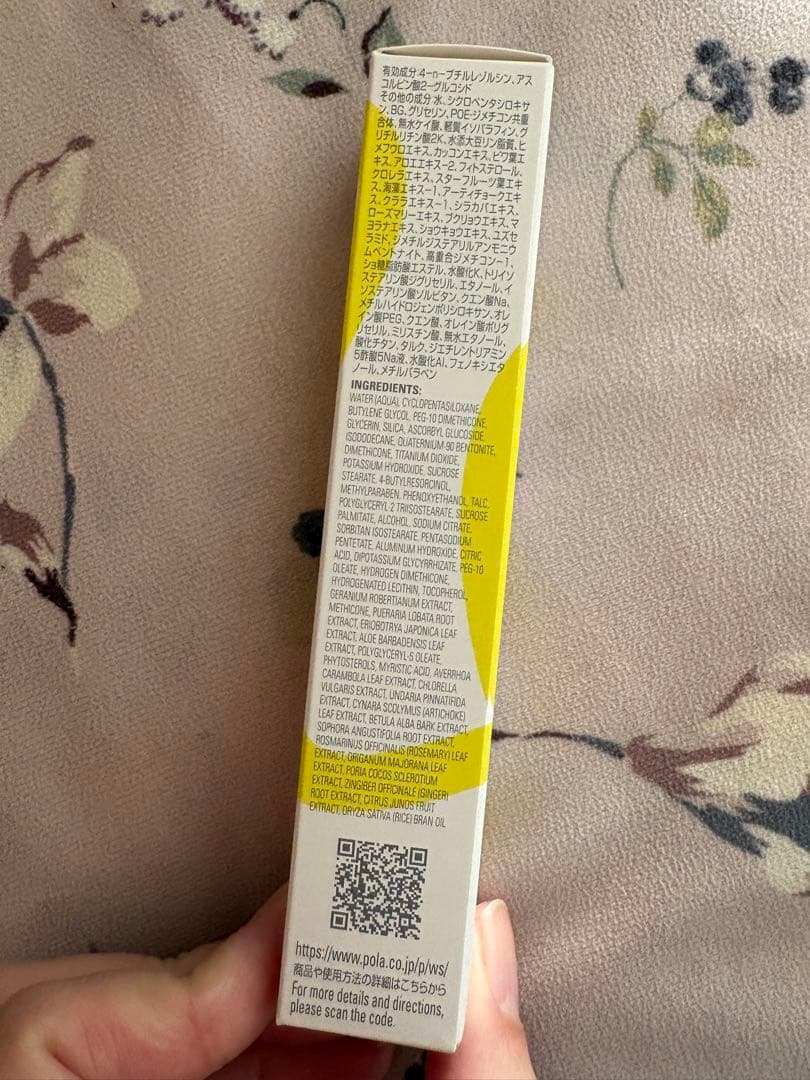 有効成分:4-n-ブチルレゾルシン、アス
コルビン酸2-グルコシド
その他の成分:水、シクロペンタシロキサ
ン、BG、グリセリン、POE・ジメチコン共重
合体、無水ケイ酸、軽質イソパラフィン、グ
リチルリチン酸2K、水添大豆リン脂質、ヒ
メフウロエキス、カッコンエキス、ビワ葉エ
キス、アロエエキス-2、フィトステロール、
クロレラエキス、スターフルーツ葉エキ
ス、海藻エキス-1、アーティチョークエキ
ス、クララエキス-1、シラカバエキス、
ローズマリーエキス、ブクリョウエキス、マ
ヨラナエキス、ショウキョウエキス、ユズセ
ラミド、ジメチルジステアリルアンモニウ
ムベントナイト、高重合ジメチコン-1、
ショ糖脂肪酸エステル、水酸化K、トリイソ
ステアリン酸ジグリセリル、エタノール、イ
ソステアリン酸ソルビタン、クエン酸Na、
メチルハイドロジェンポリシロキサン、オレ
イン酸PEG、クエン酸、オレイン酸ポリグ
リセリル、ミリスチン酸、無水エタノール、
酸化チタン、タルク、ジエチレントリアミン
5酢酸5Na液、水酸化Al、フェノキシエタ
ノール、メチルパラベン
INGREDIENTS:
WATER (AQUA), CYCLOPENTASILOXANE,
BUTYLENE GLYCOL, PEG-10 DIMETHICONE,
GLYCERIN, SILICA, ASCORBYL GLUCOSIDE,
ISODODECANE, QUATERNIUM-90 BENTONITE,
DIMETHICONE, TITANIUM DIOXIDE,
POTASSIUM HYDROXIDE, SUCROSE
STEARATE, 4-BUTYLRESORCINOL,
METHYLPARABEN, PHENOXYETHANOL, TALC,
POLYGLYCERYL 2 TRIISOSTEARATE, SUCROSE
PALMITATE, ALCOHOL, SODIUM CITRATE,
SORBITAN ISOSTEARATE, PENTASODIUM
PENTETATE, ALUMINUM HYDROXIDE, CITRIC
ACID, DIPOTASSIUM GLYCYRRHIZATE, PEG-10
OLEATE, HYDROGEN DIMETHICONE,
HYDROGENATED LECITHIN, TOCOPHEROL,
GERANIUM ROBERTIANUM EXTRACT,
METHICONE, PUERARIA LOBATA ROOT
EXTRACT, ERIOBOTRYA JAPONICA LEAF
EXTRACT, ALOE BARBADENSIS LEAF
EXTRACT, POLYGLYCERYL-5 OLEATE,
PHYTOSTEROLS, MYRISTIC ACID, AVERRHOA
CARAMBOLA LEAF EXTRACT, CHLORELLA
VULGARIS EXTRACT, UNDARIA PINNATIFIDA
EXTRACT, CYNARA SCOLYMUS (ARTICHOKE)
LEAF EXTRACT, BETULA ALBA BARK EXTRACT,
SOPHORA ANGUSTIFOLIA ROOT EXTRACT,
ROSMARINUS OFFICINALIS (ROSEMARY) LEAF
EXTRACT, ORIGANUM MAJORANA LEAF
EXTRACT, PORIA COCOS SCLEROTIUM
EXTRACT, ZINGIBER OFFICINALE (GINGER)
ROOT EXTRACT, CITRUS JUNOS FRUIT
EXTRACT, ORYZA SATIVA (RICE) BRAN OIL
https://www.pola.co.jp/p/ws/
商品や使用方法の詳細はこちらから
For more details and directions,
please scan the code.